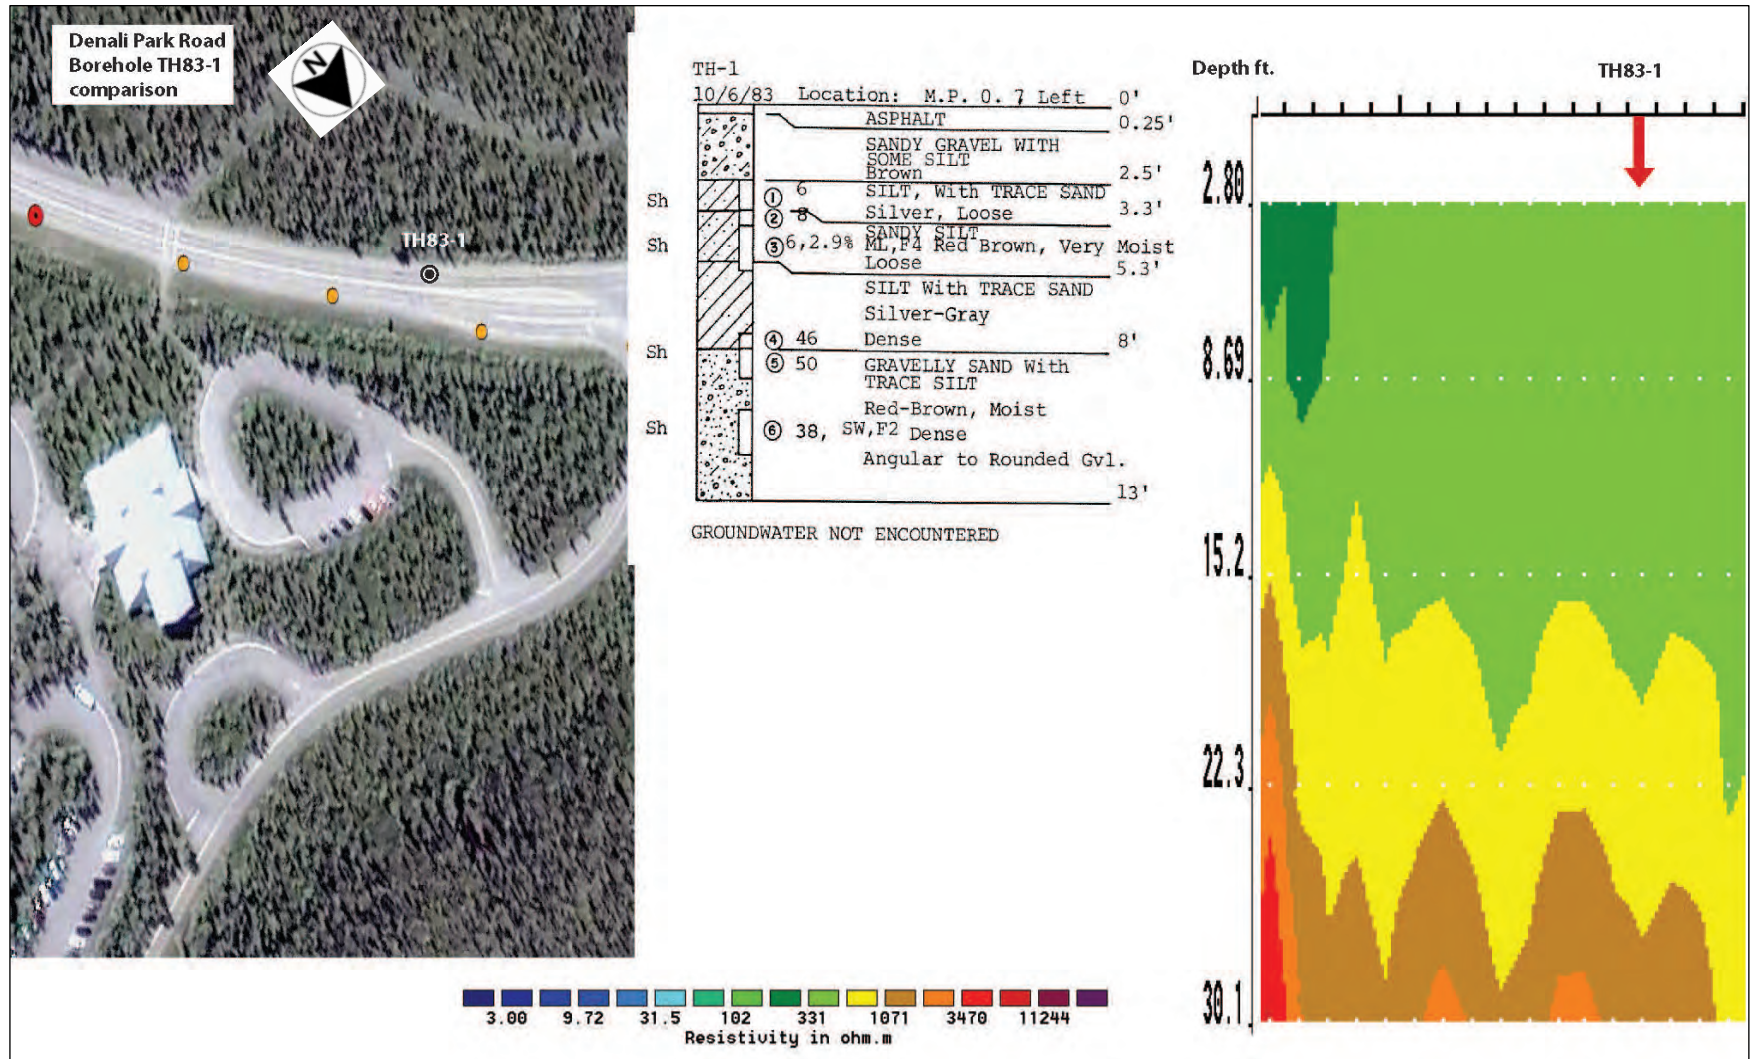 Denali Park Road
Borehole TH83-1
comparison
N
TH83-1
TH-1
10/6/83 Location: M.P. 0.7 Left 0'
ASPHALT 0.25'
SANDY GRAVEL WITH
SOME SILT
Brown 2.5'
Sh 1 6 SILT, With TRACE SAND
2 8 Silver, Loose 3.3'
SANDY SILT
Sh 3 6,2.9% ML,F4 Red Brown, Very Moist
Loose 5.3'
SILT With TRACE SAND
Silver-Gray
Sh 4 46 Dense 8'
5 50 GRAVELLY SAND With
TRACE SILT
Red-Brown, Moist
Sh 6 38, SW,F2 Dense
Angular to Rounded Gvl.
13'
GROUNDWATER NOT ENCOUNTERED
Depth ft. TH83-1
2.80
8.69
15.2
22.3
30.1
3.00 9.72 31.5 102 331 1071 3470 11244
Resistivity in ohm.m